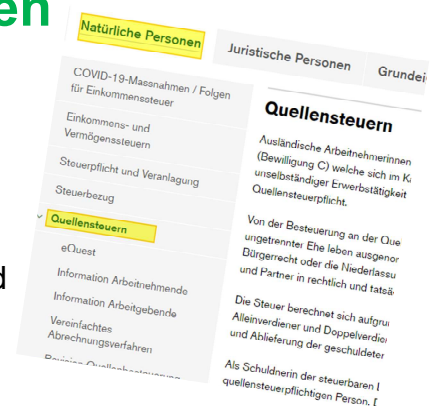 en
Natürliche Personen
Juristische Personen
Grundei
COVID-19-Massnahmen / Folgen
für Einkommenssteuer
Einkommens- und
Vermögenssteuern
Steuerpflicht und Veranlagung
Steuerbezug
Quellensteuern
eQuest
Information Arbeitnehmende
Information Arbeitgebende
Vereinfachtes
Abrechnungsverfahren
Revision Quellenbesteuerung
d
Quellensteuern
Ausländische Arbeitnehmerinnen
(Bewilligung C) welche sich im K
unselbständiger Erwerbstätigkeit
Quellensteuerpflicht.
Von der Besteuerung an der Que
ungetrennter Ehe leben ausgenor
Bürgerrecht oder die Niederlassu
und Partner in rechtlich und tatsä
Die Steuer berechnet sich aufgru
Alleinverdiener und Doppelverdie
und Ablieferung der geschuldeter
Als Schuldnerin der steuerbaren L
quellensteuerpflichtigen Person. D